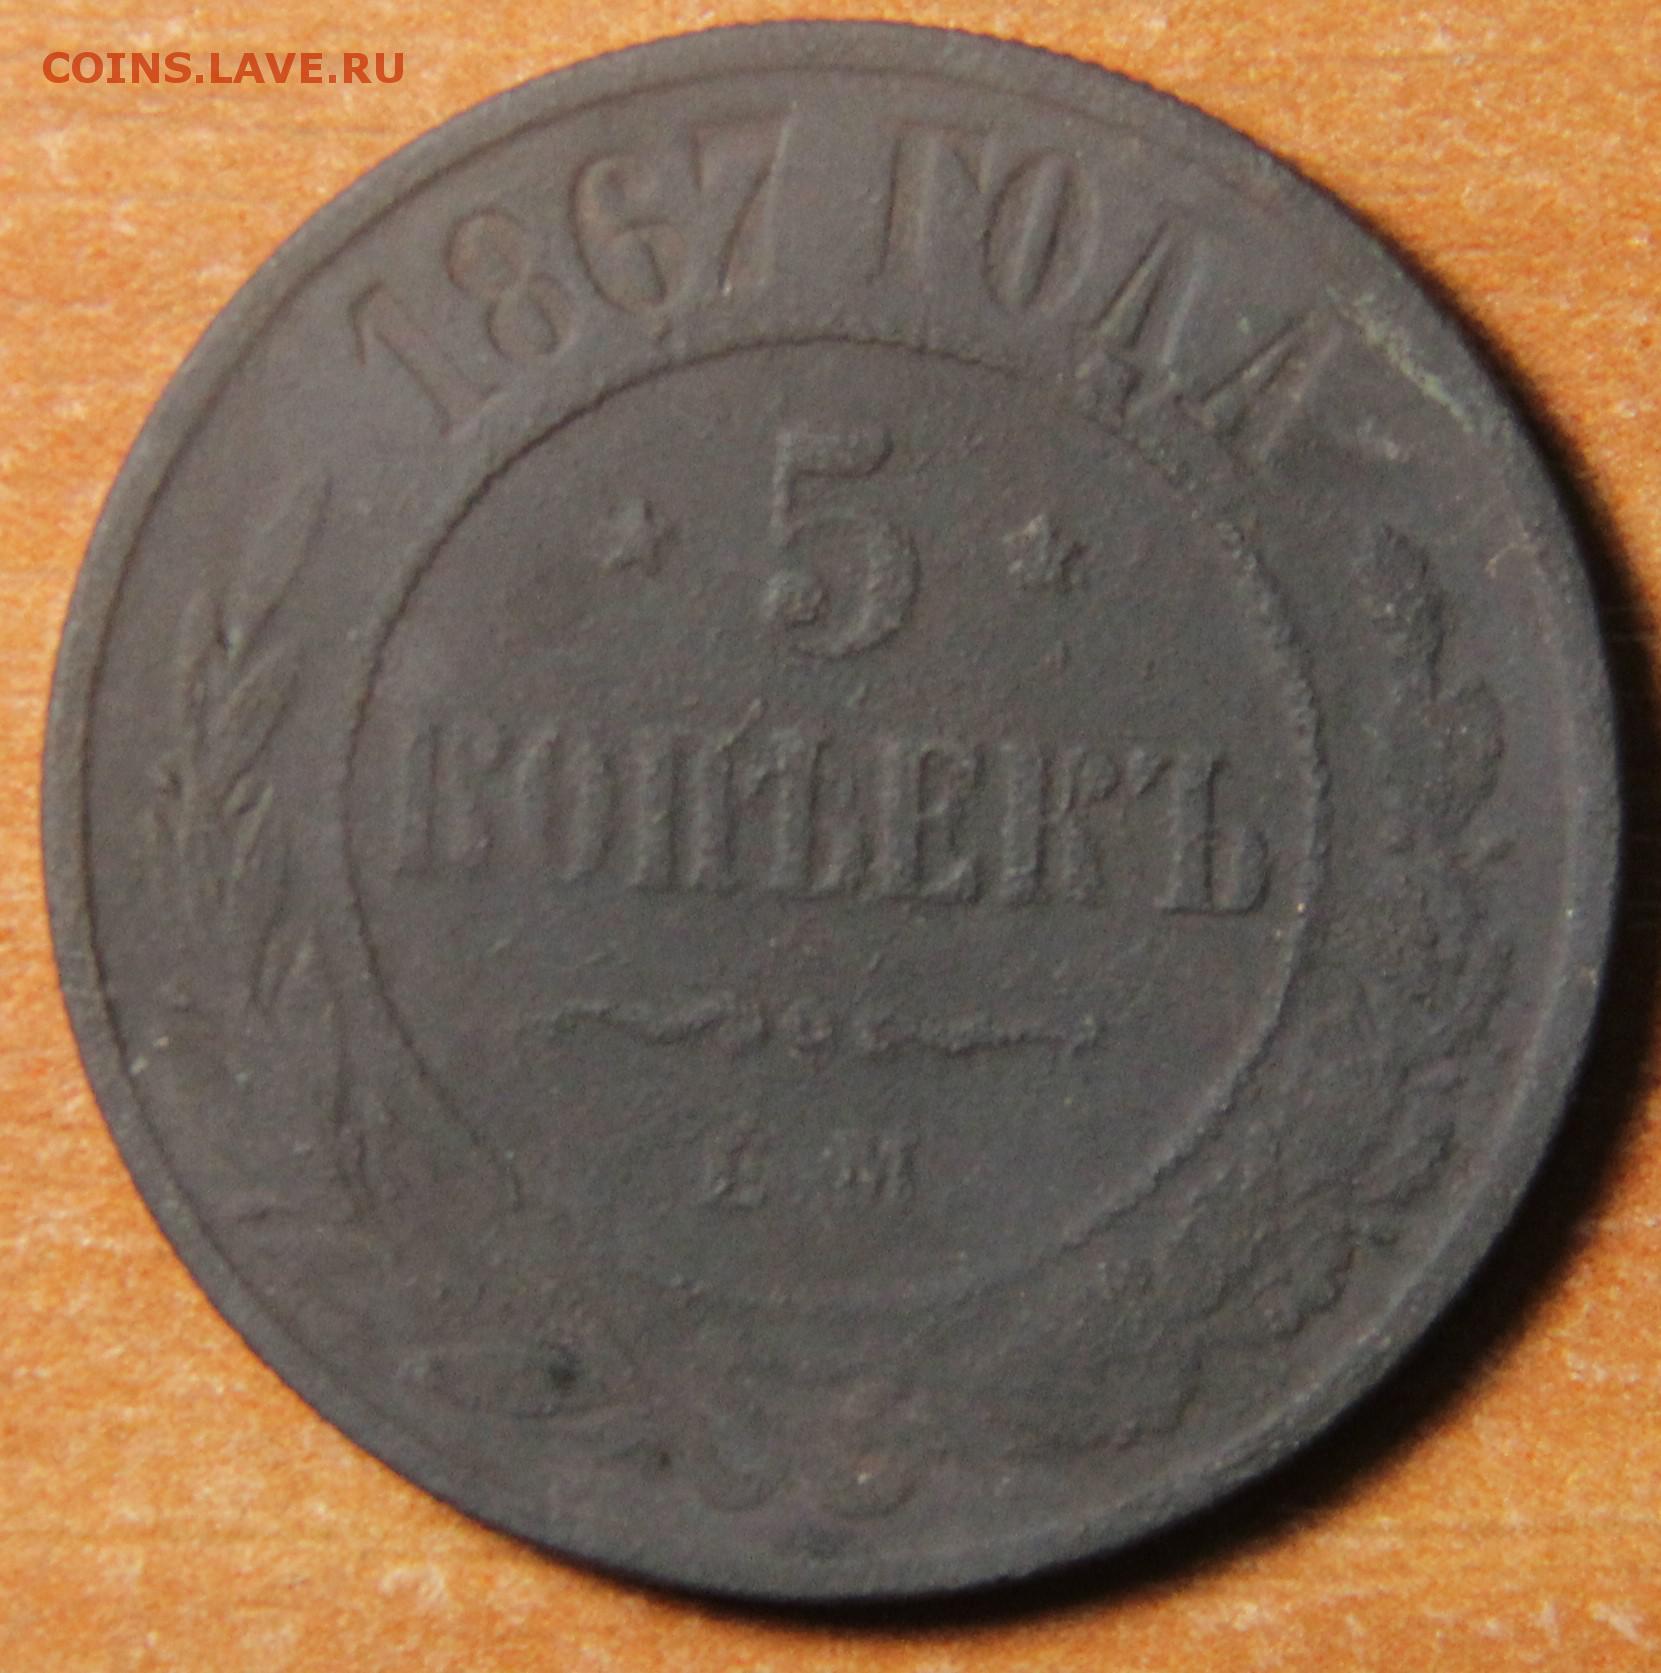 COINS.LAVE.RU
1867 ГОДА
5
КОПѢЕКЪ
Е М